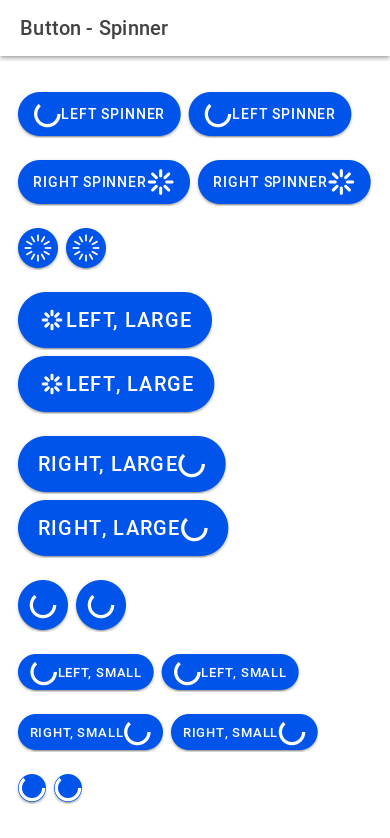 Button - Spinner
LEFT SPINNER LEFT SPINNER
RIGHT SPINNER RIGHT SPINNER
LEFT, LARGE
LEFT, LARGE
RIGHT, LARGE
RIGHT, LARGE
LEFT, SMALL LEFT, SMALL
RIGHT, SMALL RIGHT, SMALL